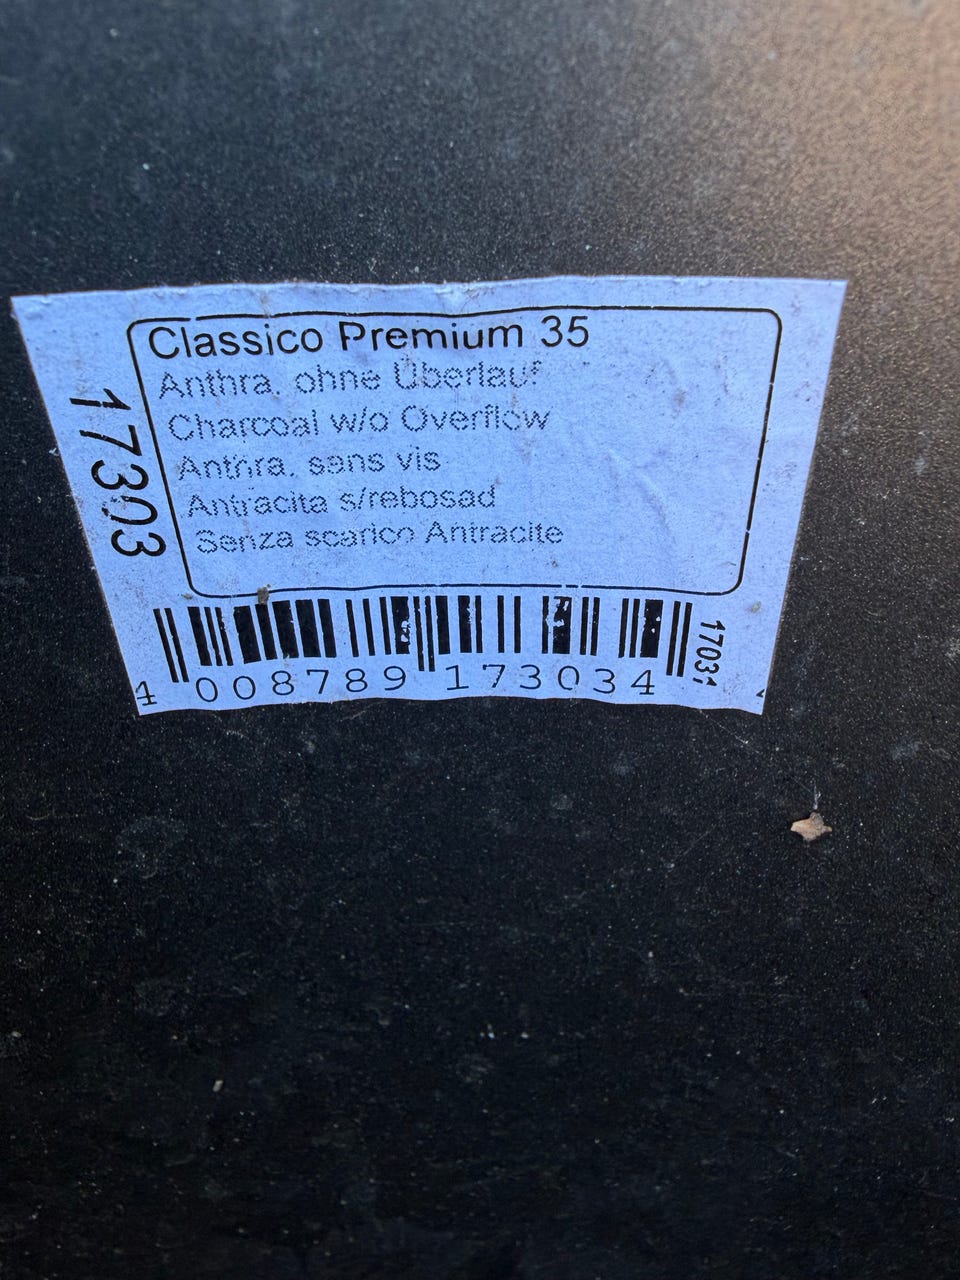 Classico Premium 35
Anthra. ohne Überlauf
Charcoal w/o Overflow
Anthra. sans vis
Antracita s/rebosad
Senza scarico Antracite
17303
4 008789 173034